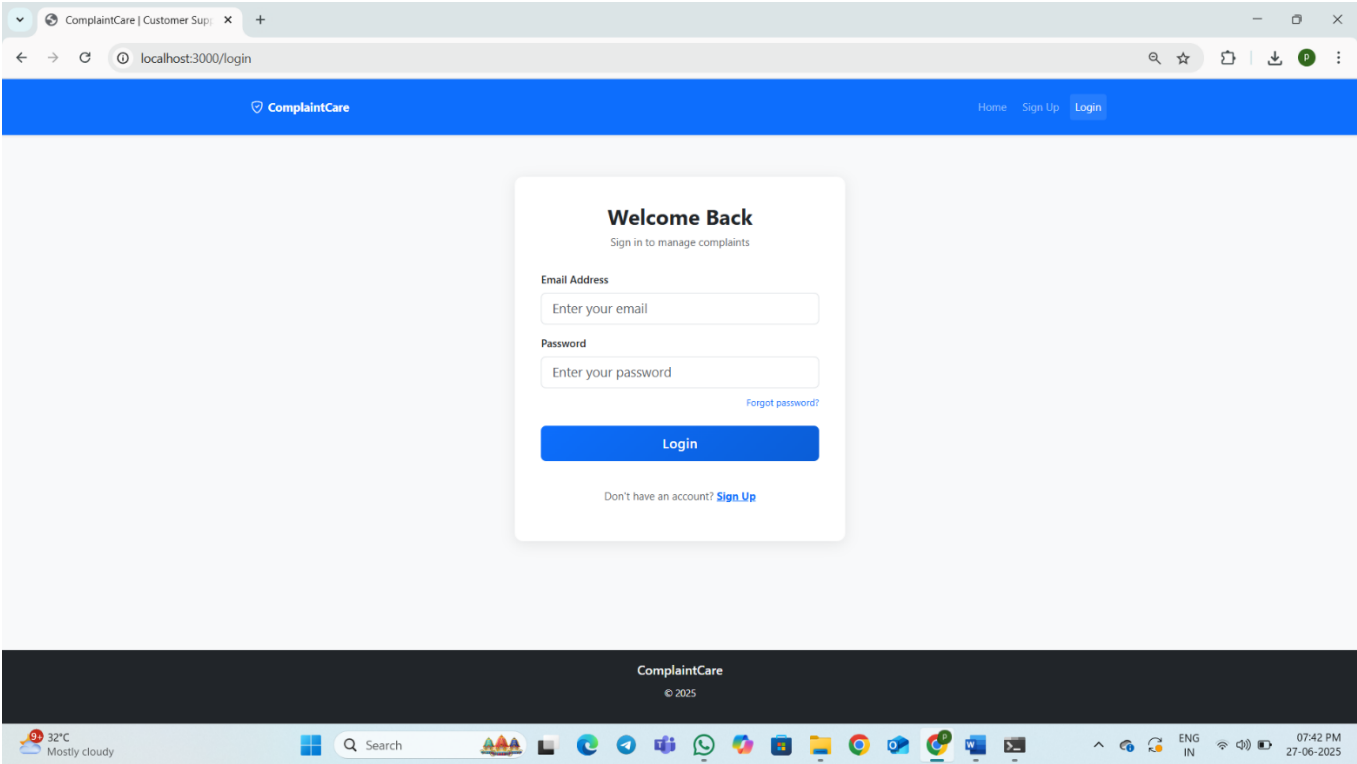 ComplaintCare | Customer Sup
localhost:3000/login
P
ComplaintCare
Home Sign Up Login
Welcome Back
Sign in to manage complaints
Email Address
Enter your email
Password
Enter your password
Forgot password?
Login
Don't have an account? Sign Up
ComplaintCare
© 2025
9+
32°C
Mostly cloudy
Search
P
ENG
IN
07:42 PM
27-06-2025